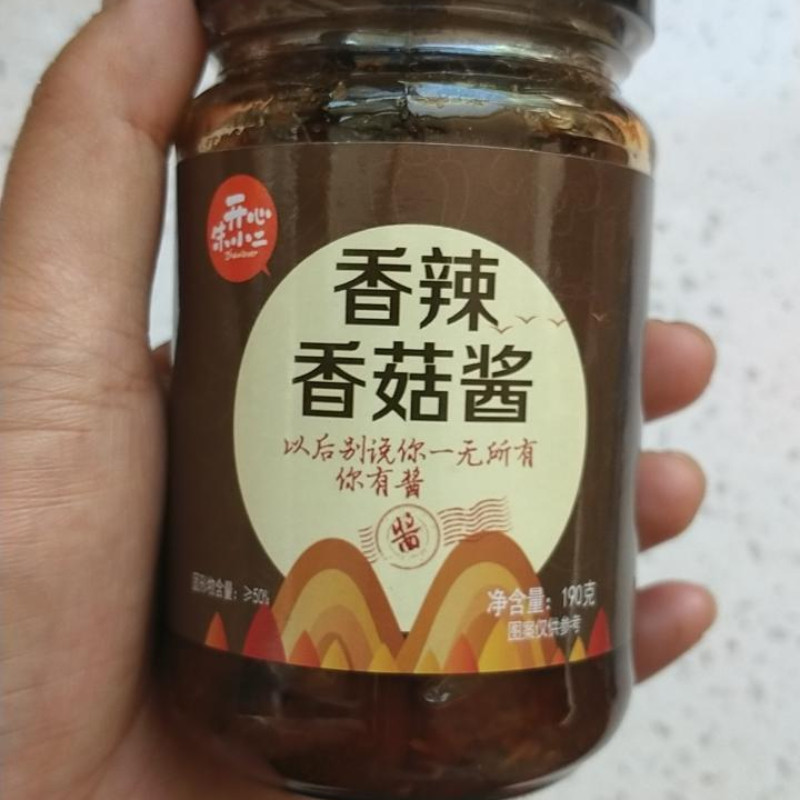 开心
朱小二
香辣
香菇酱
以后别说你一无所有
你有酱
醬
固形物含量：≥50%
净含量：190克
图案仅供参考